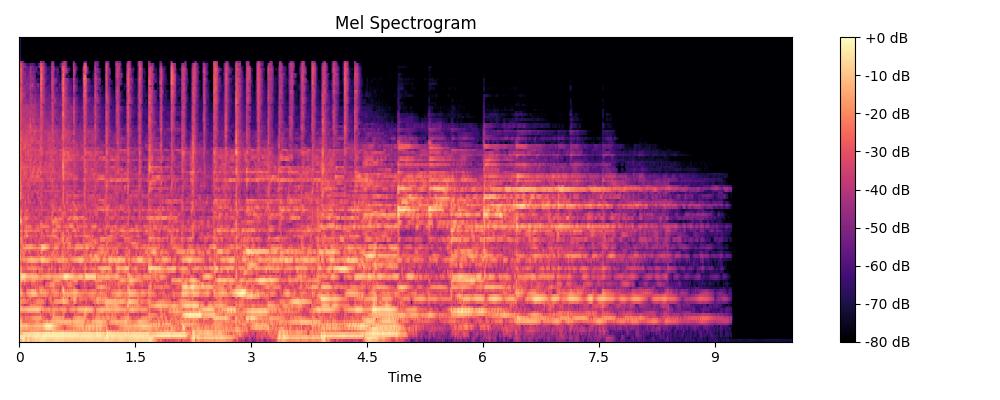 Mel Spectrogram
+0 dB
-10 dB
-20 dB
-30 dB
-40 dB
-50 dB
-60 dB
-70 dB
-80 dB
0 1.5 3 4.5 6 7.5 9
Time